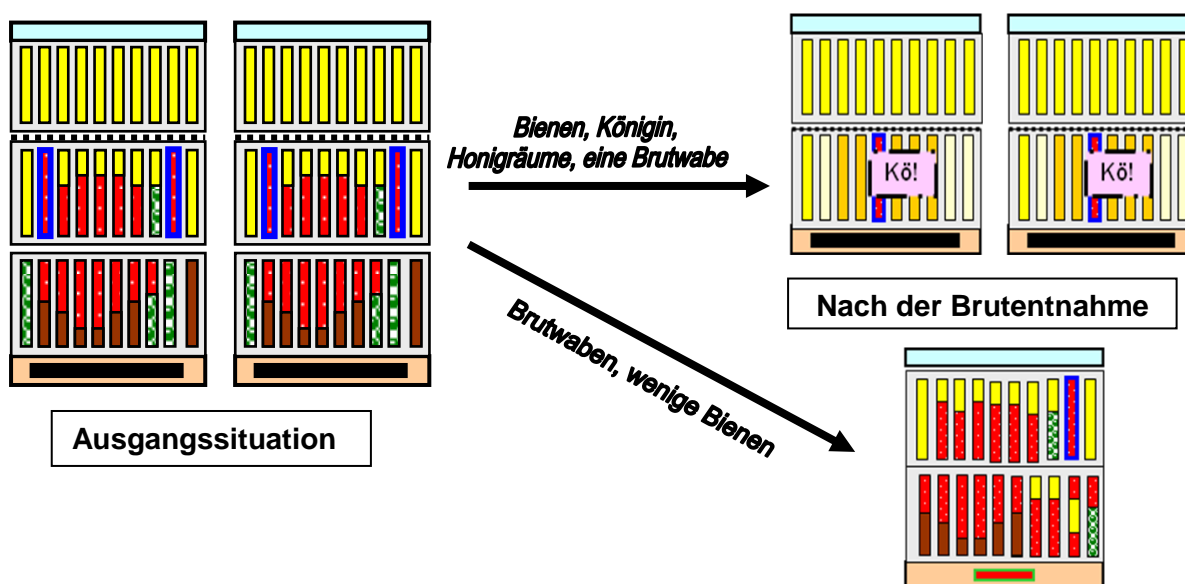 Bienen, Königin,
Honigräume, eine Brutwabe
Kö!
Kö!
Nach der Brutentnahme
Brutwaben, wenige Bienen
Ausgangssituation